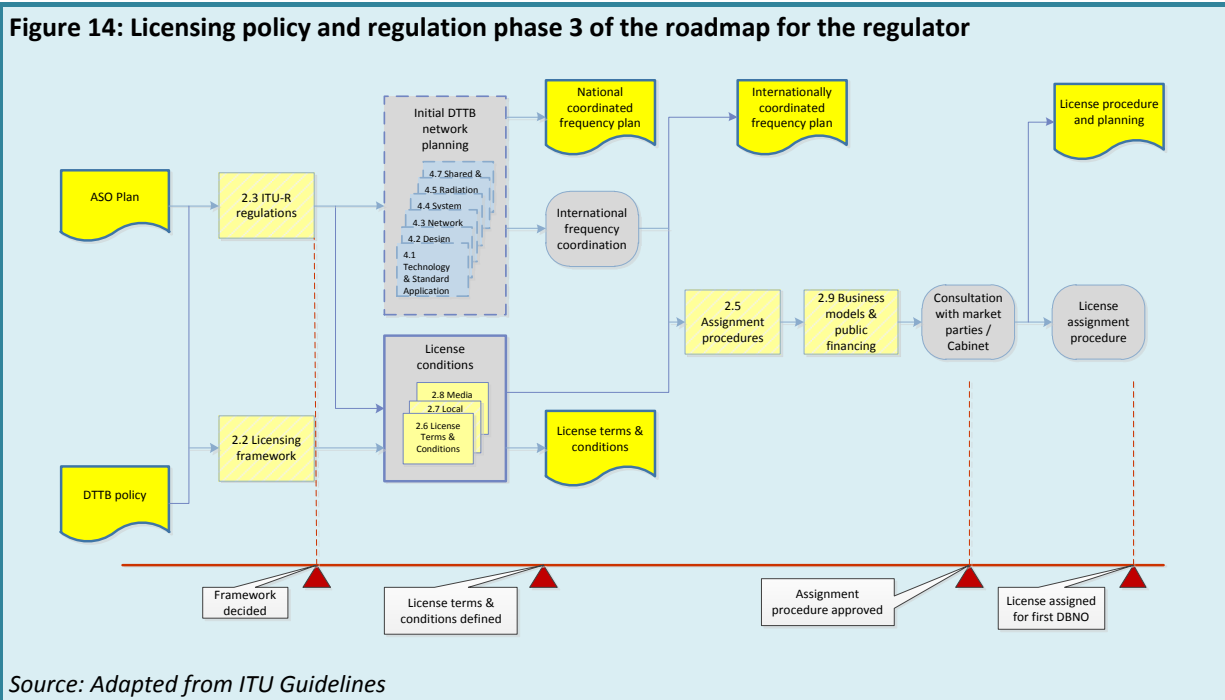 Figure 14: Licensing policy and regulation phase 3 of the roadmap for the regulator
National
coordinated
frequency plan
Internationally
coordinated
frequency plan
License procedure
and planning
Initial DTTB
network
planning
4.7 Shared &
4.5 Radiation
4.4 System
4.3 Network
4.2 Design
4.1
Technology
& Standard
Application
ASO Plan
2.3 ITU-R
regulations
International
frequency
coordination
2.5
Assignment
procedures
2.9 Business
models &
public
financing
Consultation
with market
parties /
Cabinet
License
assignment
procedure
License
conditions
2.8 Media
2.7 Local
2.6 License
Terms &
Conditions
2.2 Licensing
framework
License terms &
conditions
DTTB policy
Framework
decided
License terms &
conditions defined
Assignment
procedure approved
License assigned
for first DBNO
Source: Adapted from ITU Guidelines